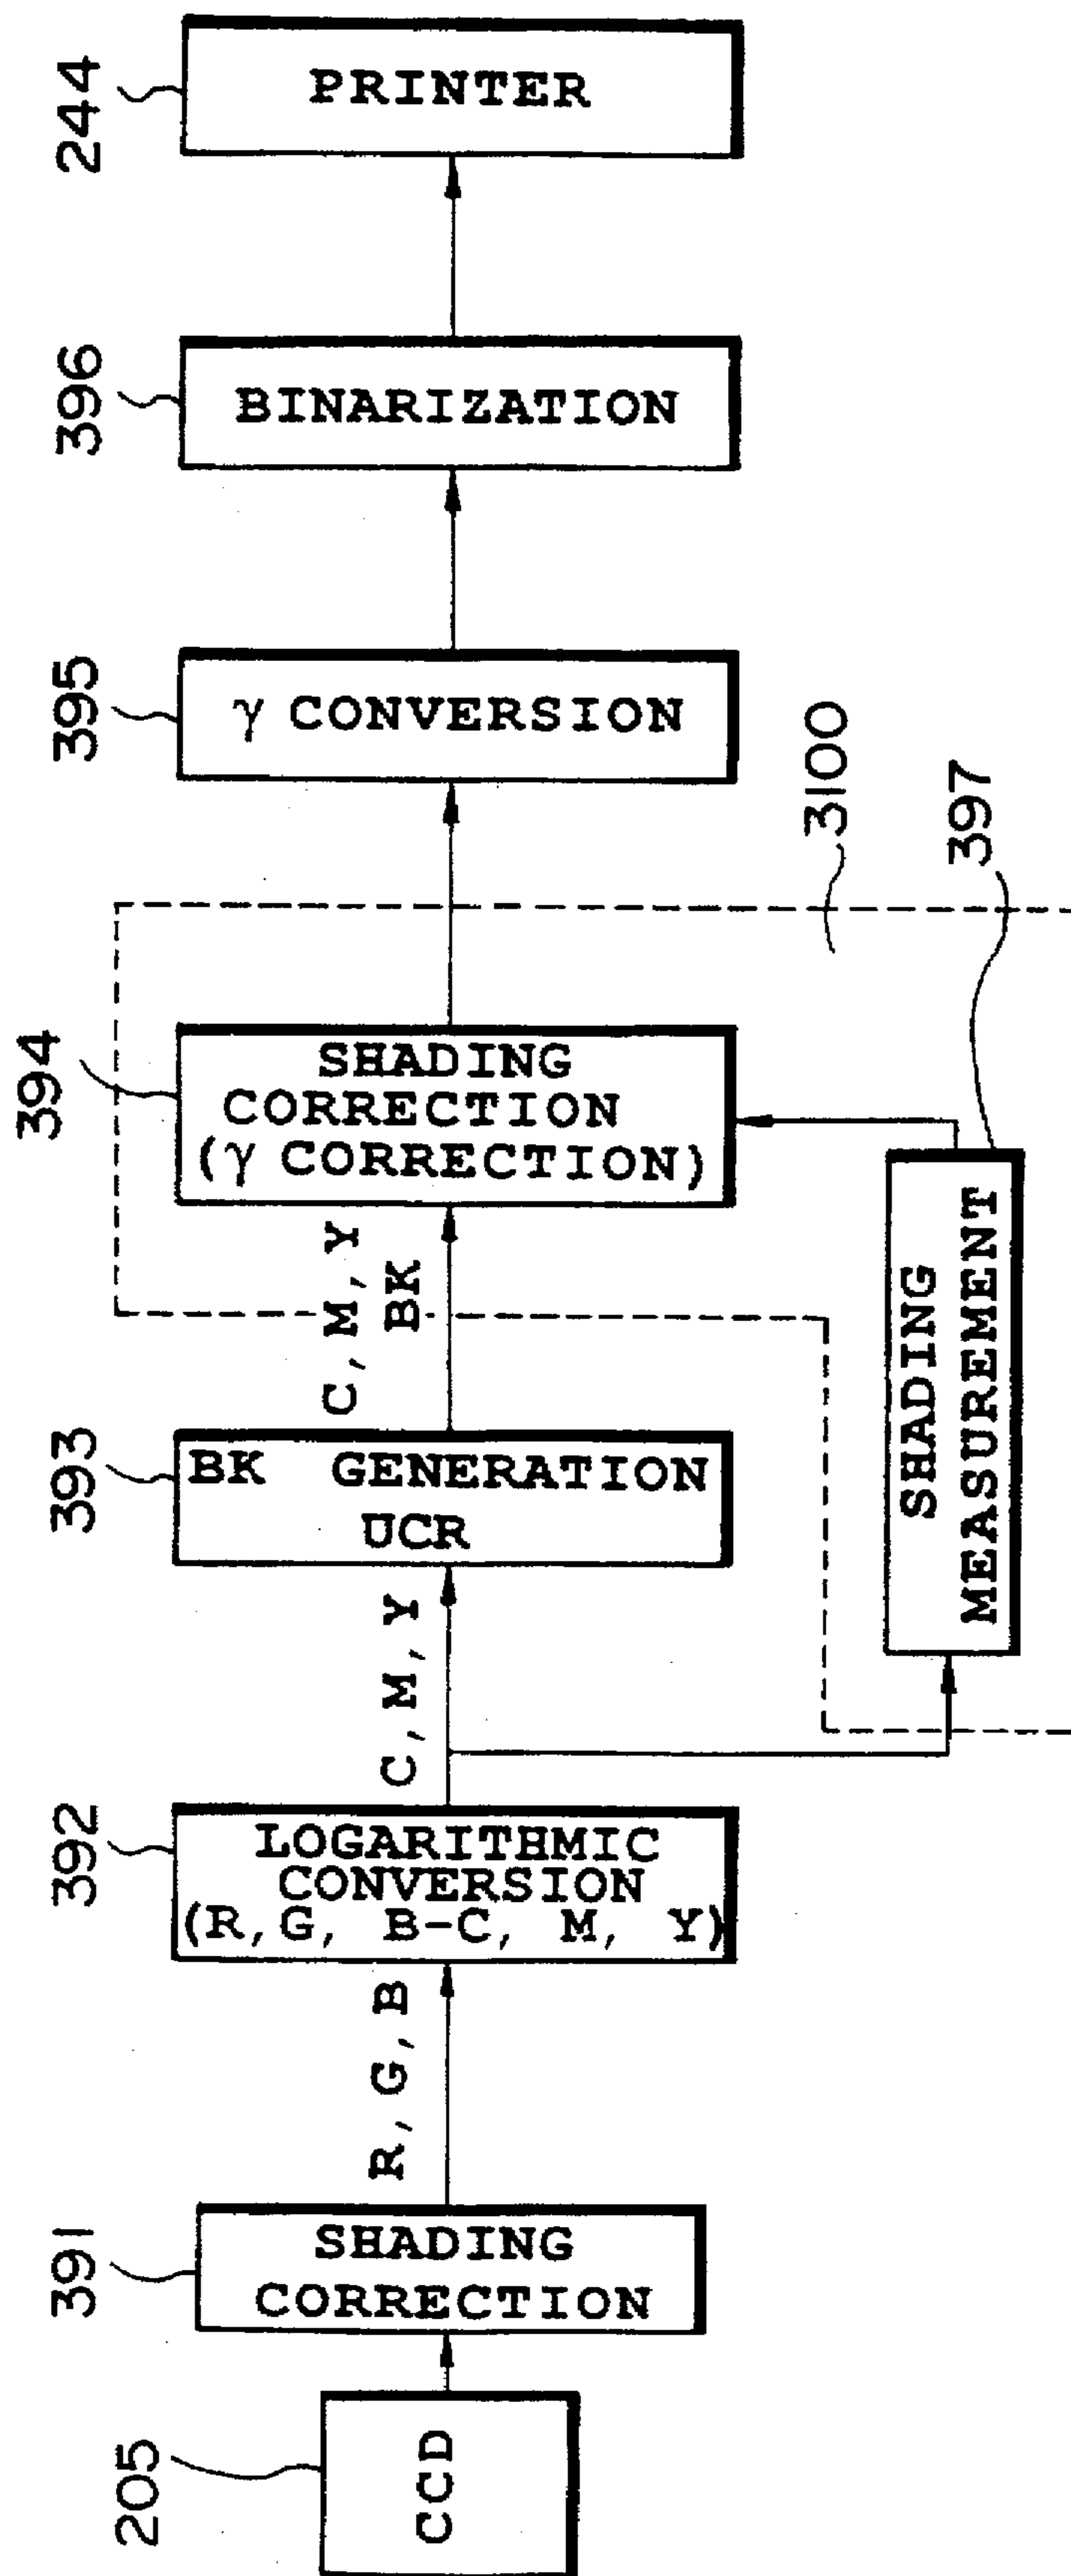 244
PRINTER
396
BINARIZATION
395
γ CONVERSION
3100
397
394
SHADING
CORRECTION
(γ CORRECTION)
C, M, Y
BK
SHADING
MEASUREMENT
393
BK GENERATION
UCR
C, M, Y
392
LOGARITHMIC
CONVERSION
(R, G, B-C, M, Y)
R, G, B
391
SHADING
CORRECTION
205
CCD